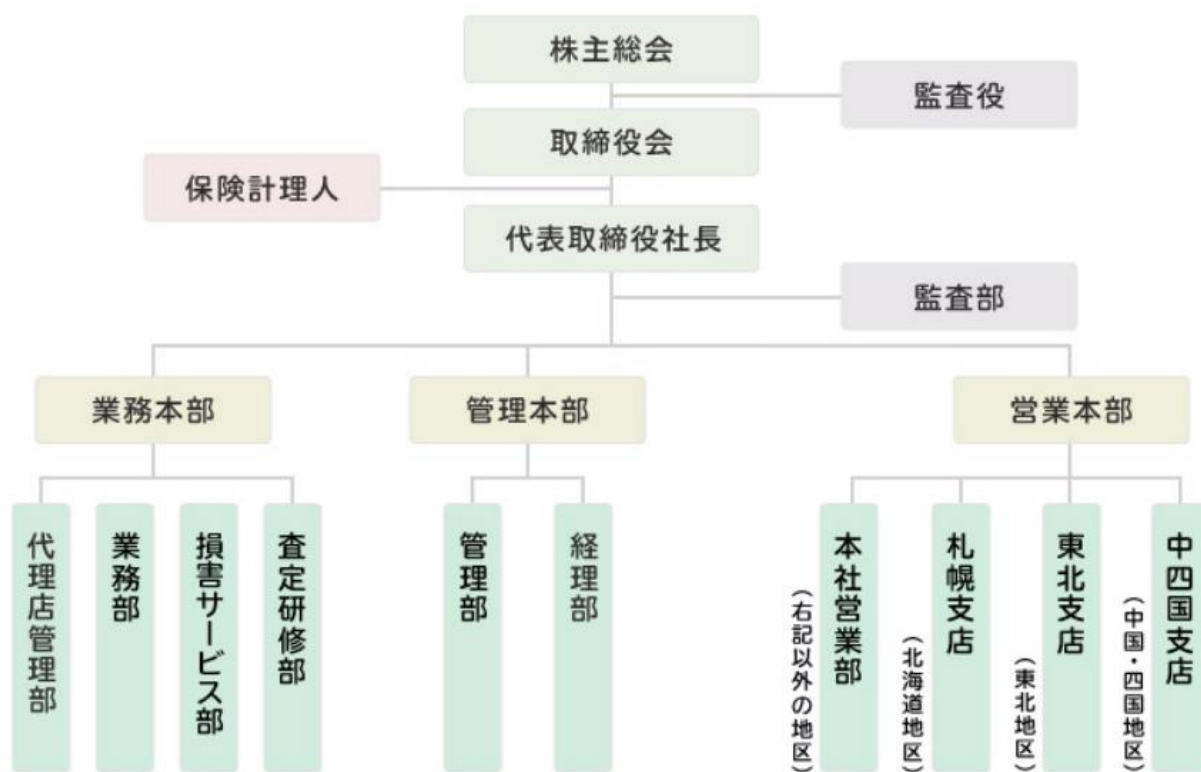 株主総会
監査役
取締役会
保険計理人
代表取締役社長
監査部
業務本部
管理本部
営業本部
代理店管理部
業務部
損害サービス部
査定研修部
管理部
経理部
本社営業部
（右記以外の地区）
札幌支店
（北海道地区）
東北支店
（東北地区）
中四国支店
（中国・四国地区）